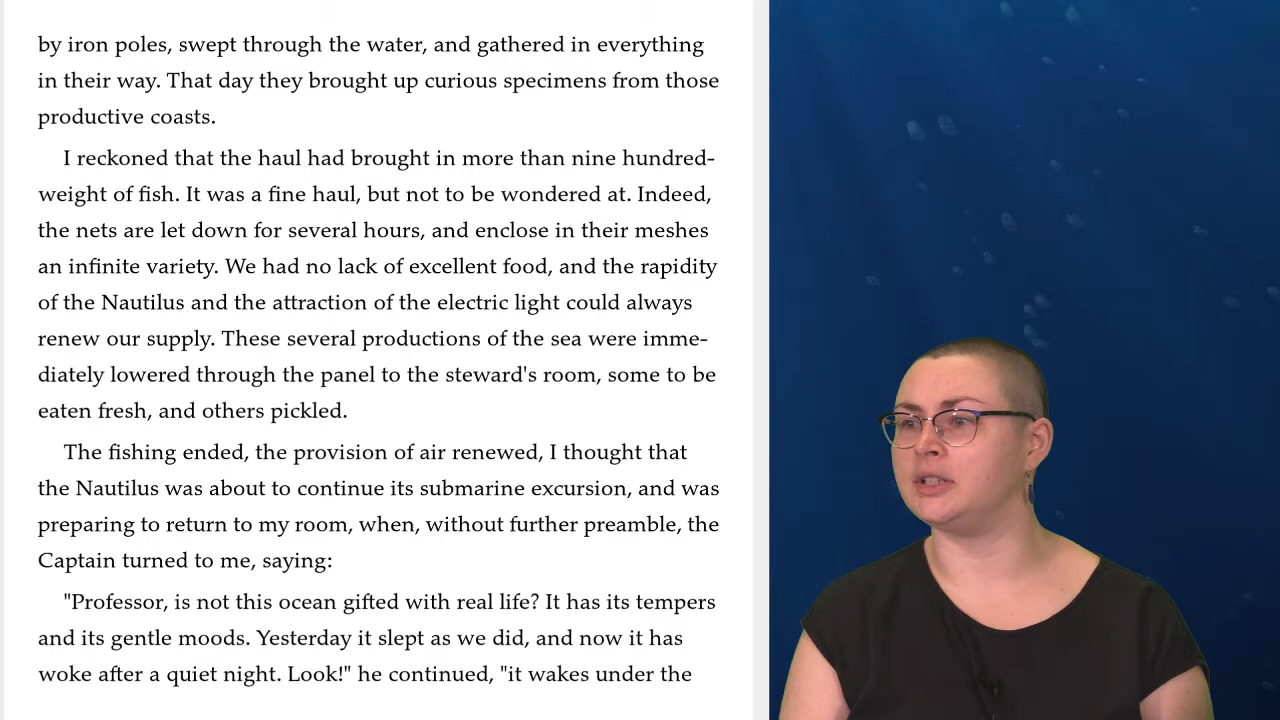 by iron poles, swept through the water, and gathered in everything
in their way. That day they brought up curious specimens from those
productive coasts.
I reckoned that the haul had brought in more than nine hundred-
weight of fish. It was a fine haul, but not to be wondered at. Indeed,
the nets are let down for several hours, and enclose in their meshes
an infinite variety. We had no lack of excellent food, and the rapidity
of the Nautilus and the attraction of the electric light could always
renew our supply. These several productions of the sea were imme-
diately lowered through the panel to the steward's room, some to be
eaten fresh, and others pickled.
The fishing ended, the provision of air renewed, I thought that
the Nautilus was about to continue its submarine excursion, and was
preparing to return to my room, when, without further preamble, the
Captain turned to me, saying:
"Professor, is not this ocean gifted with real life? It has its tempers
and its gentle moods. Yesterday it slept as we did, and now it has
woke after a quiet night. Look!" he continued, "it wakes under the